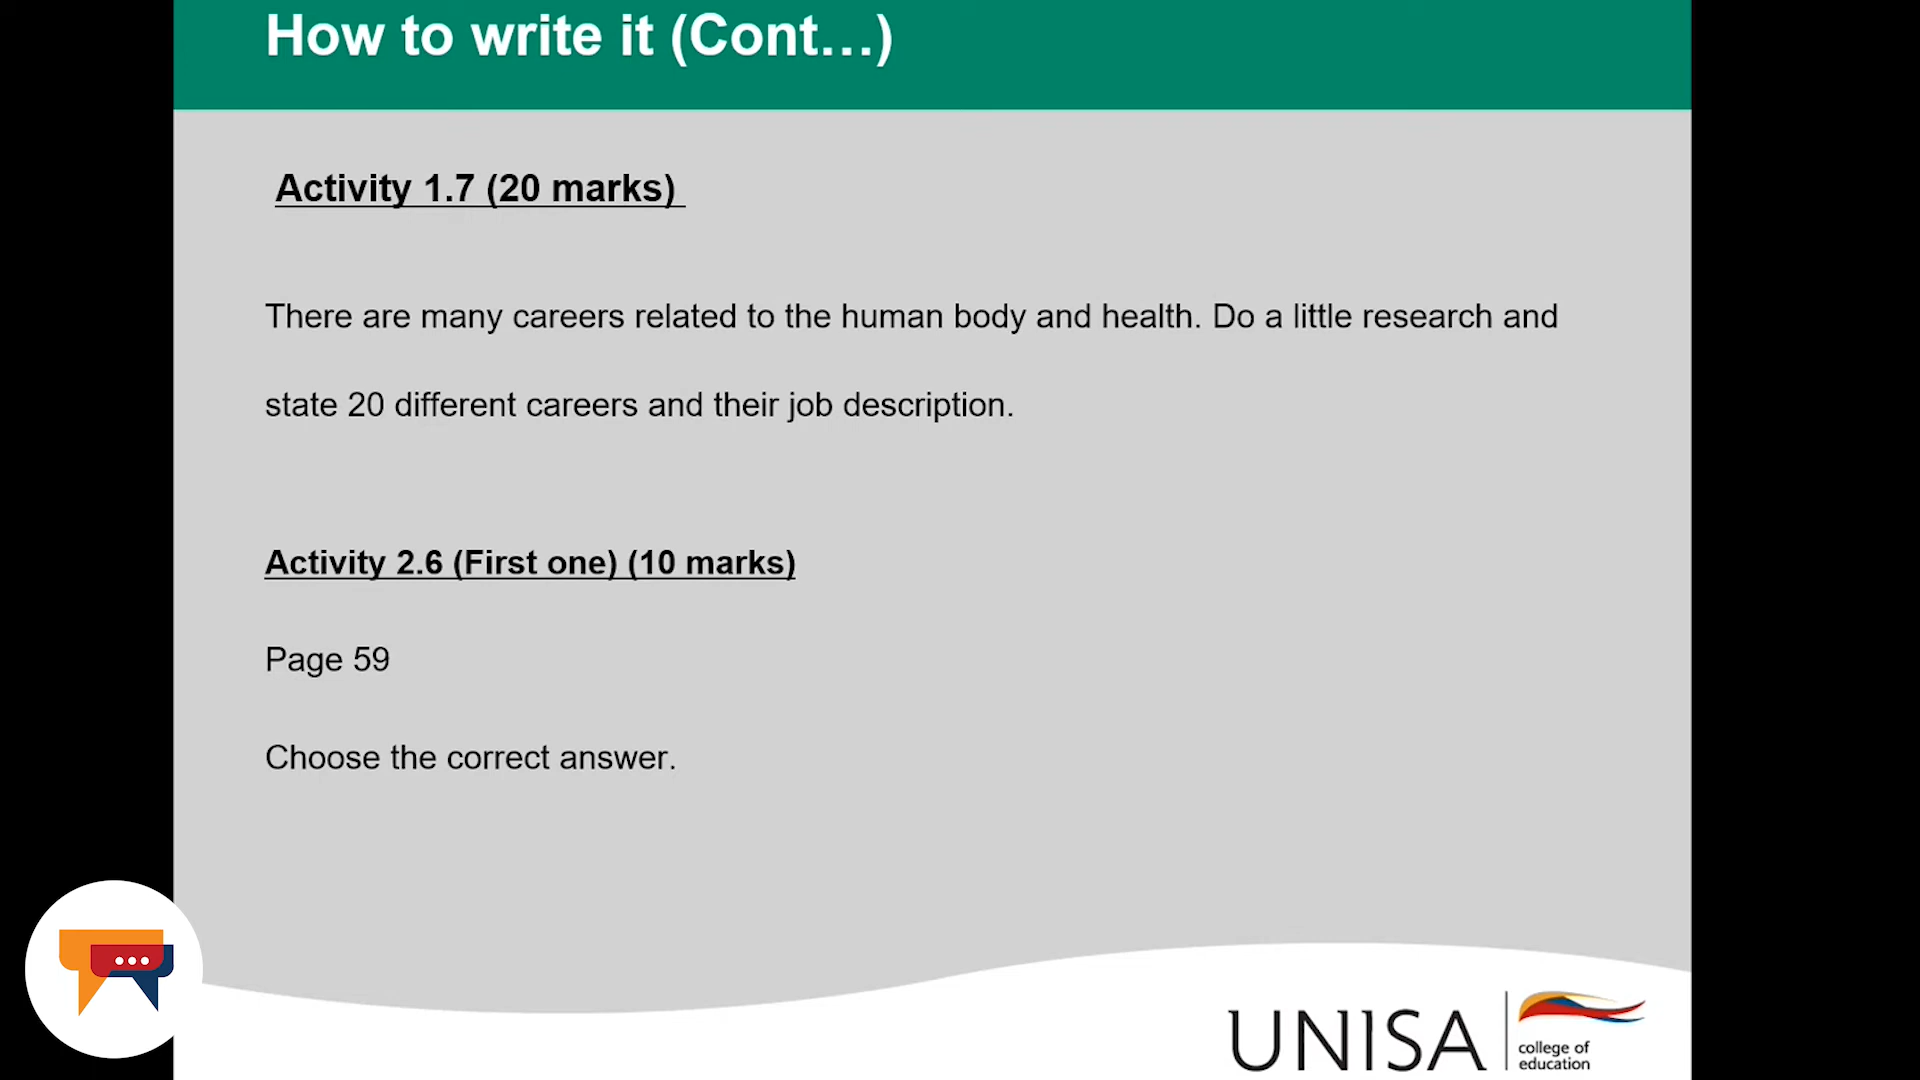 How to write it (Cont...)
Activity 1.7 (20 marks)
There are many careers related to the human body and health. Do a little research and
state 20 different careers and their job description.
Activity 2.6 (First one) (10 marks)
Page 59
Choose the correct answer.
UNISA
college of
education